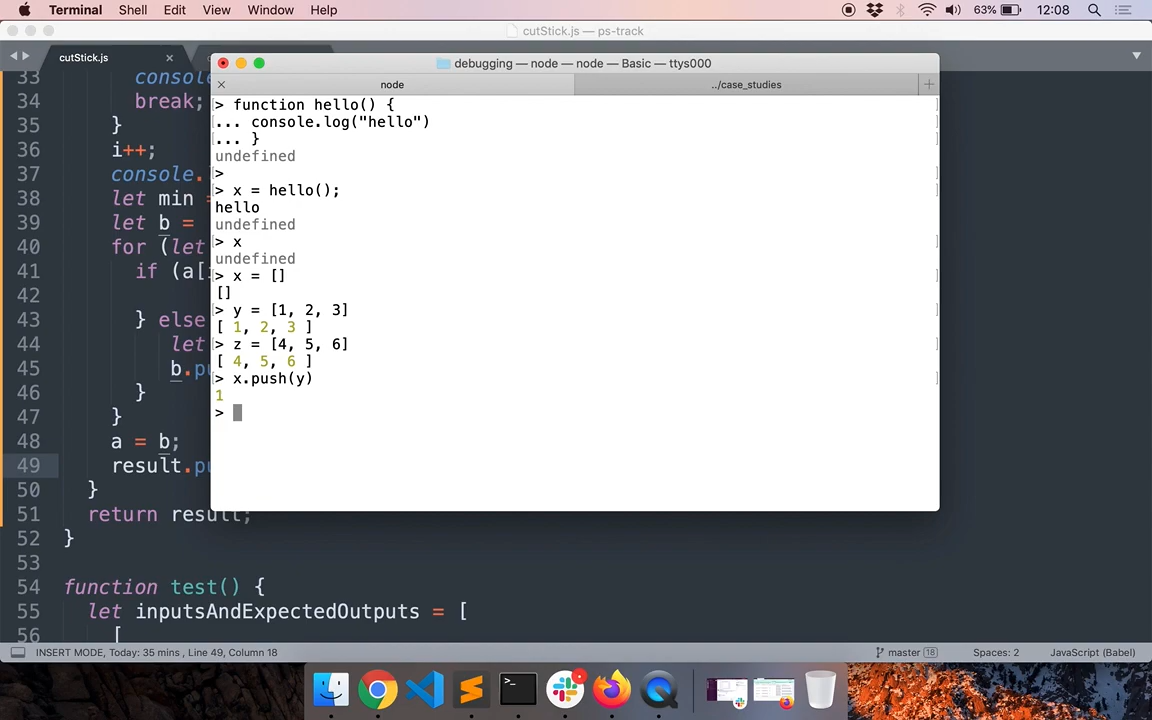 Terminal Shell Edit View Window Help 63% 12:08
cutStick.js — ps-track
cutStick.js
debugging — node — node — Basic — ttys000
node ../case_studies
> function hello() {
... console.log("hello")
... }
undefined
>
> x = hello();
hello
undefined
> x
undefined
> x = []
[]
> y = [1, 2, 3]
[ 1, 2, 3 ]
> z = [4, 5, 6]
[ 4, 5, 6 ]
> x.push(y)
1
>
33 consol
34 break;
35 }
36 i++;
37 console.
38 let min =
39 let b =
40 for (let
41 if (a[
42
43 } else
44 let
45 b.p
46 }
47 }
48 a = b;
49 result.p
50 }
51 return result;
52 }
53
54 function test() {
55 let inputsAndExpectedOutputs = [
56 [
INSERT MODE, Today: 35 mins , Line 49, Column 18 master 18 Spaces: 2 JavaScript (Babel)